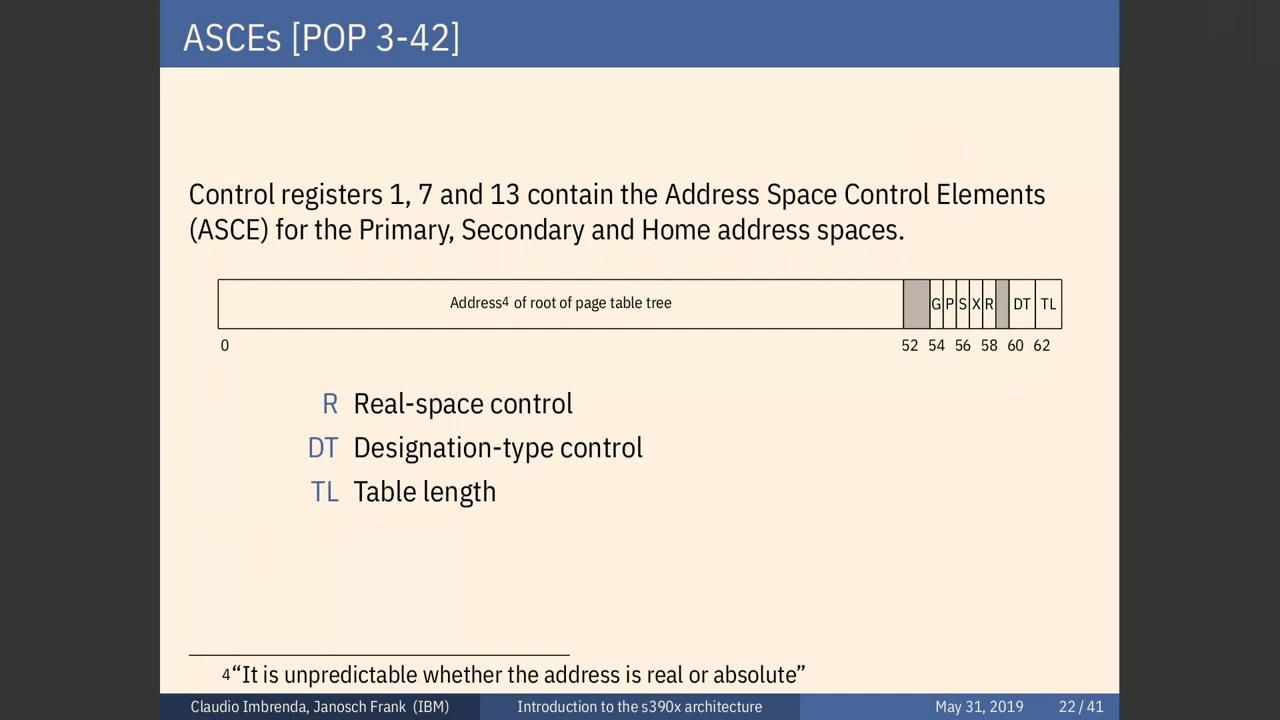 ASCEs [POP 3-42]
Control registers 1, 7 and 13 contain the Address Space Control Elements
(ASCE) for the Primary, Secondary and Home address spaces.
Address4 of root of page table tree G P S X R DT TL
0 52 54 56 58 60 62
R Real-space control
DT Designation-type control
TL Table length
4“It is unpredictable whether the address is real or absolute”
Claudio Imbrenda, Janosch Frank (IBM) Introduction to the s390x architecture May 31, 2019 22 / 41